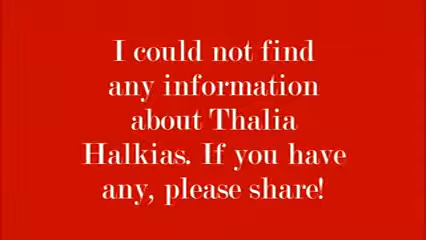 I could not find
any information
about Thalia
Halkias. If you have
any, please share!